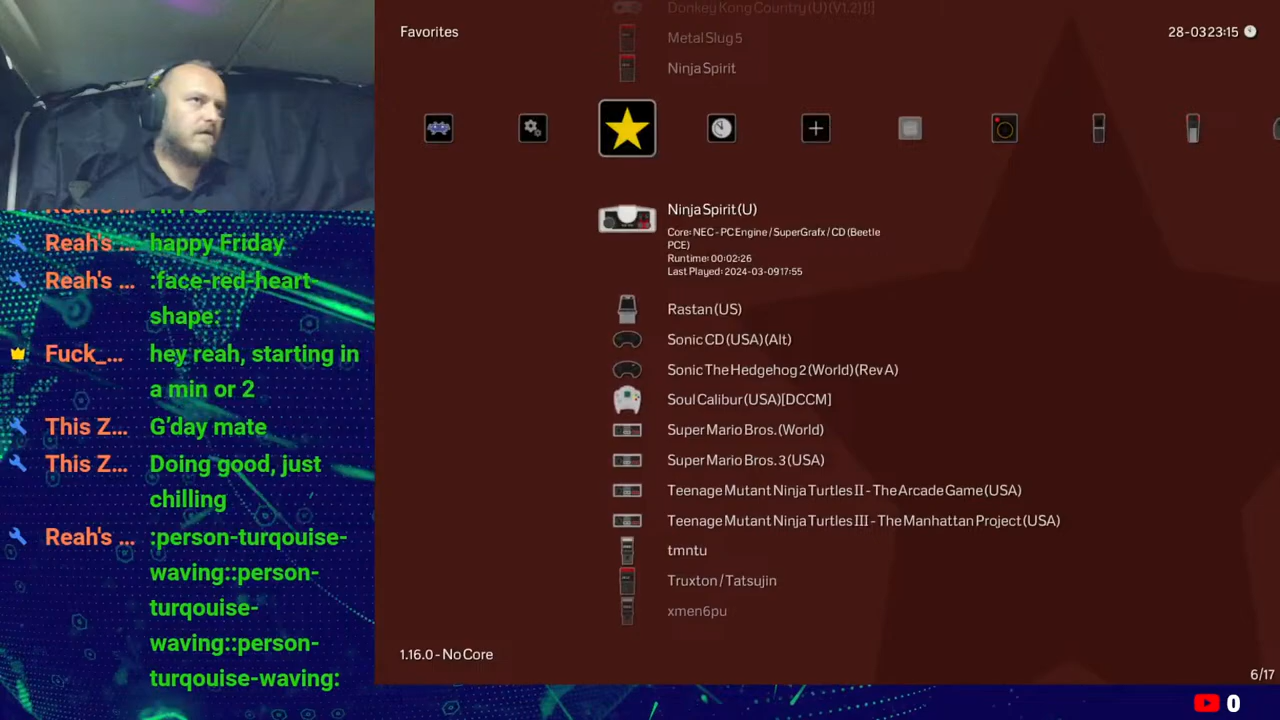 Donkey Kong Country (U) (V1.2) [!]
Favorites
28-03 23:15
Metal Slug 5
Ninja Spirit
Ninja Spirit (U)
Core: NEC - PC Engine / SuperGrafx / CD (Beetle
PCE)
Runtime: 00:02:26
Last Played: 2024-03-09 17:55
Rastan (US)
Sonic CD (USA) (Alt)
Sonic The Hedgehog 2 (World) (Rev A)
Soul Calibur (USA) [DCCM]
Super Mario Bros. (World)
Super Mario Bros. 3 (USA)
Teenage Mutant Ninja Turtles II - The Arcade Game (USA)
Teenage Mutant Ninja Turtles III - The Manhattan Project (USA)
tmntu
Truxton / Tatsujin
xmen6pu
1.16.0 - No Core
6/17
Reah's ... happy Friday
Reah's ... :face-red-heart-
shape:
Fuck_... hey reah, starting in
a min or 2
This Z... G'day mate
This Z... Doing good, just
chilling
Reah's ... :person-turqouise-
waving::person-
turqouise-
waving::person-
turqouise-waving:
0